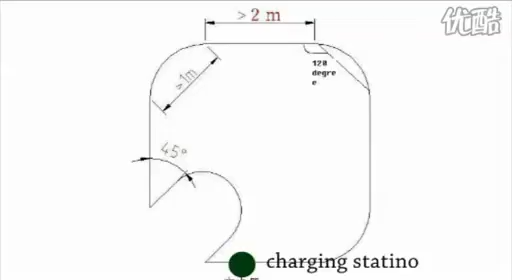 优酷
> 2 m
>1m
120
degre
e
45°
charging statino